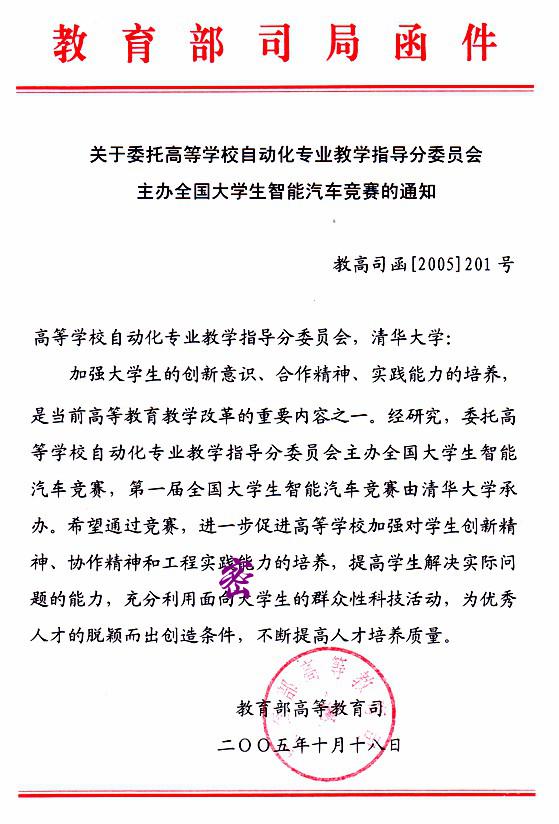 教育部司局函件
关于委托高等学校自动化专业教学指导分委员会
主办全国大学生智能汽车竞赛的通知
教高司函[2005]201 号
高等学校自动化专业教学指导分委员会，清华大学：
加强大学生的创新意识、合作精神、实践能力的培养，
是当前高等教育教学改革的重要内容之一。经研究，委托高
等学校自动化专业教学指导分委员会主办全国大学生智能
汽车竞赛，第一届全国大学生智能汽车竞赛由清华大学承
办。希望通过竞赛，进一步促进高等学校加强对学生创新精
神、协作精神和工程实践能力的培养，提高学生解决实际问
题的能力，充分利用面向大学生的群众性科技活动，为优秀
人才的脱颖而出创造条件，不断提高人才培养质量。
密
部高等教
教育部高等教育司
二〇〇五年十月十八日